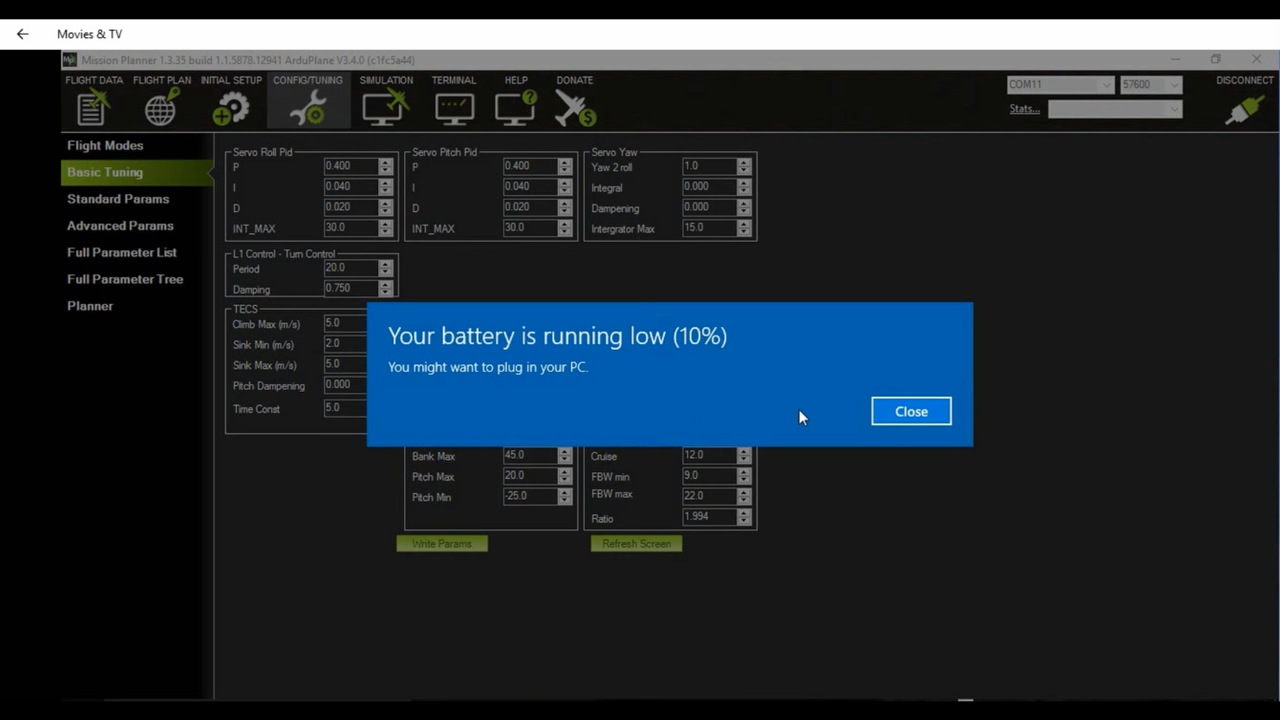 Movies & TV
Mission Planner 1.3.35 build 1.1.5878.12941 ArduPlane V3.4.0 (c1fc5a44)
FLIGHT DATA FLIGHT PLAN INITIAL SETUP CONFIG/TUNING SIMULATION TERMINAL HELP DONATE
COM11 57600 DISCONNECT
Stats...
Flight Modes
Basic Tuning
Standard Params
Advanced Params
Full Parameter List
Full Parameter Tree
Planner
Servo Roll Pid
P 0.400
I 0.040
D 0.020
INT_MAX 30.0
Servo Pitch Pid
P 0.400
I 0.040
D 0.020
INT_MAX 30.0
Servo Yaw
Yaw 2 roll 1.0
Integral 0.000
Dampening 0.000
Intergrator Max 15.0
L1 Control - Turn Control
Period 20.0
Damping 0.750
TECS
Climb Max (m/s) 5.0
Sink Min (m/s) 2.0
Sink Max (m/s) 5.0
Pitch Dampening 0.000
Time Const 5.0
Your battery is running low (10%)
You might want to plug in your PC.
Close
Bank Max 45.0
Pitch Max 20.0
Pitch Min -25.0
Cruise 12.0
FBW min 9.0
FBW max 22.0
Ratio 1.994
Write Params Refresh Screen